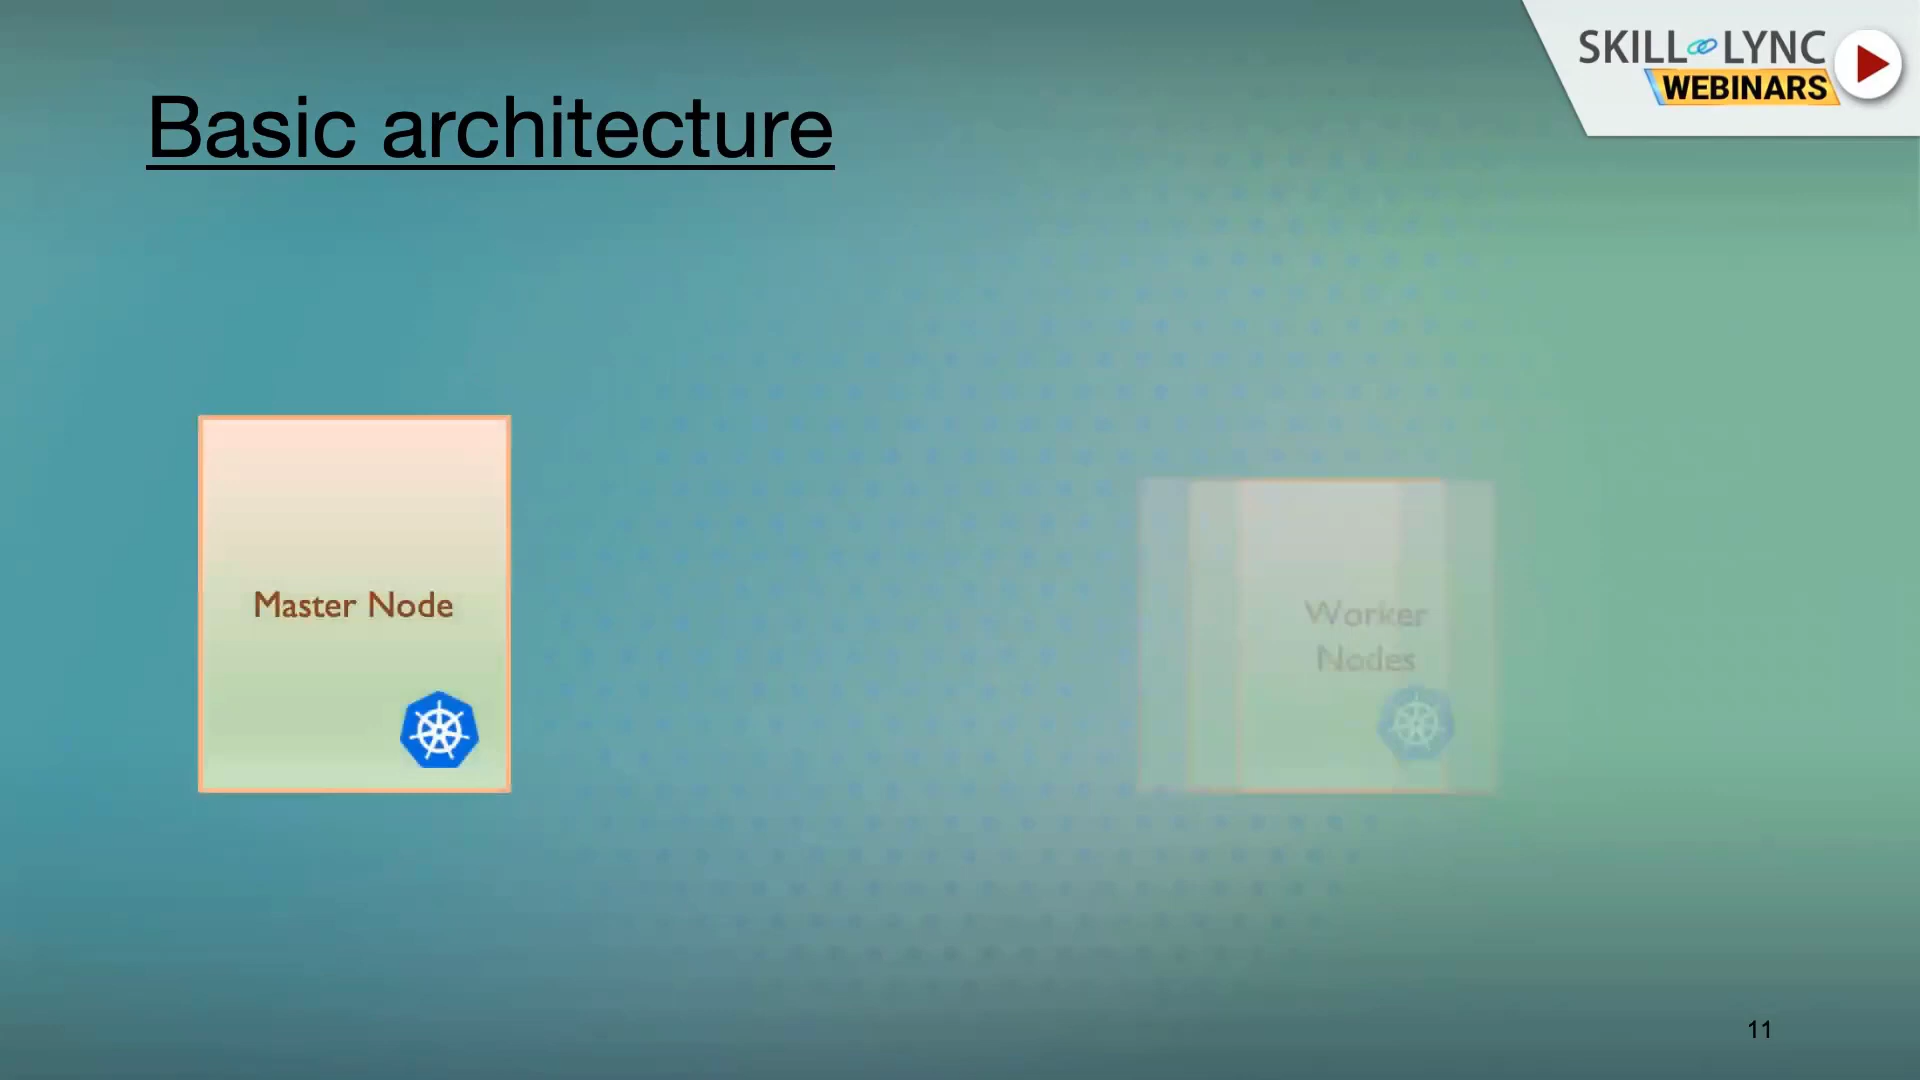 SKILL LYNC
WEBINARS
Basic architecture
Master Node
Worker
Nodes
11